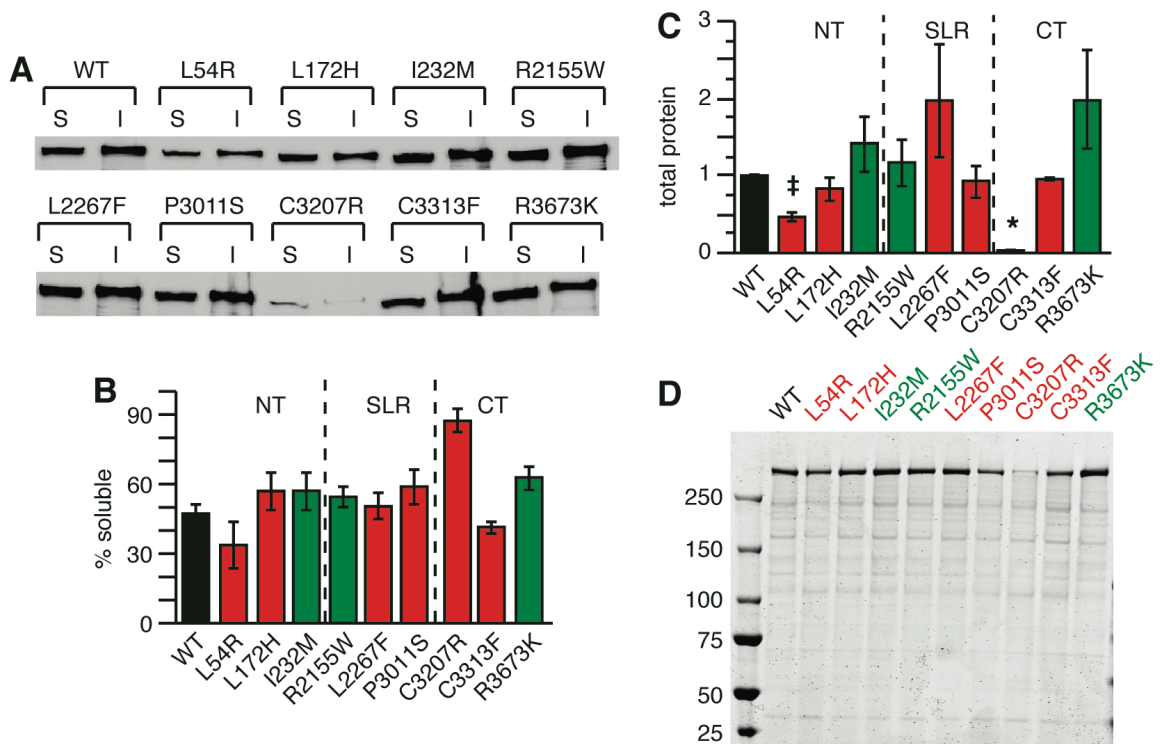 A
WT L54R L172H I232M R2155W
S I S I S I S I S I
L2267F P3011S C3207R C3313F R3673K
S I S I S I S I S I
B
% soluble
90
60
30
0
NT SLR CT
WT L54R L172H I232M R2155W L2267F P3011S C3207R C3313F R3673K
C
total protein
3
2
1
0
NT SLR CT
‡ *
WT L54R L172H I232M R2155W L2267F P3011S C3207R C3313F R3673K
D
WT L54R L172H I232M R2155W L2267F P3011S C3207R C3313F R3673K
250
150
100
75
50
25